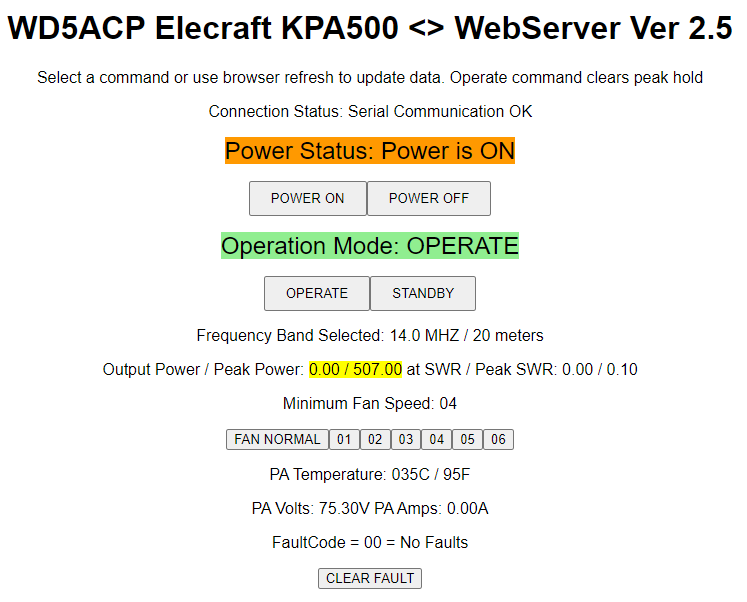 WD5ACP Elecraft KPA500 <> WebServer Ver 2.5
Select a command or use browser refresh to update data. Operate command clears peak hold
Connection Status: Serial Communication OK
Power Status: Power is ON
POWER ON POWER OFF
Operation Mode: OPERATE
OPERATE STANDBY
Frequency Band Selected: 14.0 MHZ / 20 meters
Output Power / Peak Power: 0.00 / 507.00 at SWR / Peak SWR: 0.00 / 0.10
Minimum Fan Speed: 04
FAN NORMAL 01 02 03 04 05 06
PA Temperature: 035C / 95F
PA Volts: 75.30V PA Amps: 0.00A
FaultCode = 00 = No Faults
CLEAR FAULT